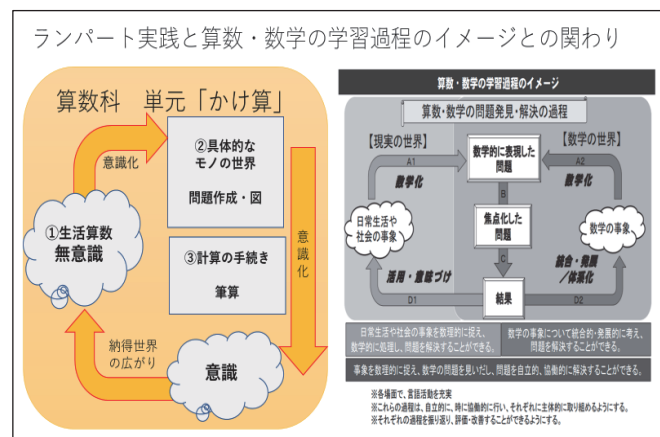 ランパート実践と算数・数学の学習過程のイメージとの関わり
算数科　単元「かけ算」
意識化
②具体的な
モノの世界
問題作成・図
①生活算数
無意識
③計算の手続き
筆算
意識化
納得世界
の広がり
意識
算数・数学の学習過程のイメージ
算数・数学の問題発見・解決の過程
【現実の世界】
【数学の世界】
数学的に表現した
問題
A1
A2
数学化
数学化
B
日常生活や
社会の事象
焦点化した
問題
数学の事象
C
活用・意味づけ
統合・発展
/体系化
結果
D1
D2
日常生活や社会の事象を数理的に捉え、
数学的に処理し、問題を解決することができる。
数学の事象について統合的・発展的に考え、
問題を解決することができる。
事象を数理的に捉え、数学の問題を見いだし、問題を自立的、協働的に解決することができる。
※各場面で、言語活動を充実
※これらの過程は、自立的に、時に協働的に行い、それぞれに主体的に取り組めるようにする。
※それぞれの過程を振り返り、評価・改善することができるようにする。